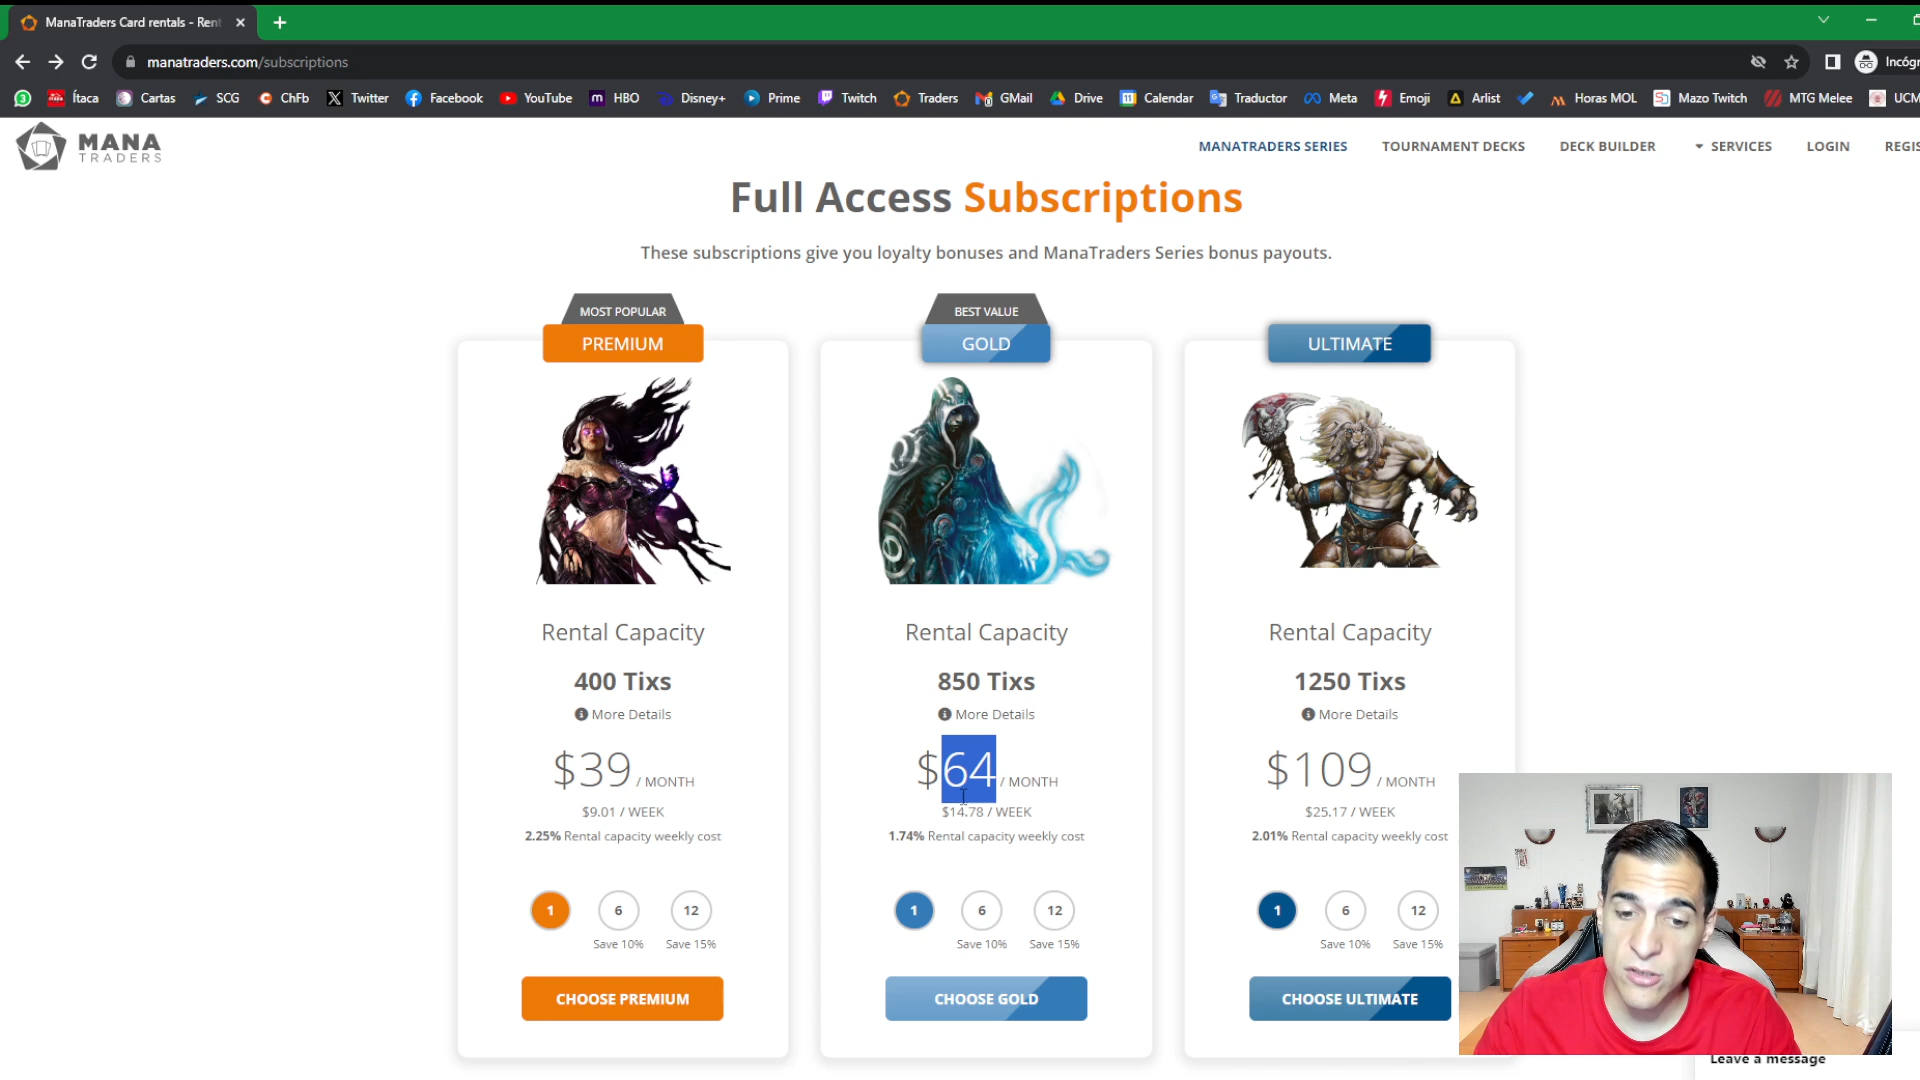 ManaTraders Card rentals - Rent
manatraders.com/subscriptions
Incógr
3 Ítaca Cartas SCG ChFb Twitter Facebook YouTube HBO Disney+ Prime Twitch Traders GMail Drive Calendar Traductor Meta Emoji Arlist Horas MOL Mazo Twitch MTG Melee UCM
MANA
TRADERS
MANATRADERS SERIES TOURNAMENT DECKS DECK BUILDER SERVICES LOGIN REGIS
Full Access Subscriptions
These subscriptions give you loyalty bonuses and ManaTraders Series bonus payouts.
MOST POPULAR BEST VALUE
PREMIUM GOLD ULTIMATE
Rental Capacity Rental Capacity Rental Capacity
400 Tixs 850 Tixs 1250 Tixs
More Details More Details More Details
$39 / MONTH $64 / MONTH $109 / MONTH
$9.01 / WEEK $14.78 / WEEK $25.17 / WEEK
2.25% Rental capacity weekly cost 1.74% Rental capacity weekly cost 2.01% Rental capacity weekly cost
1 6 12 1 6 12 1 6 12
Save 10% Save 15% Save 10% Save 15% Save 10% Save 15%
CHOOSE PREMIUM CHOOSE GOLD CHOOSE ULTIMATE
Leave a message